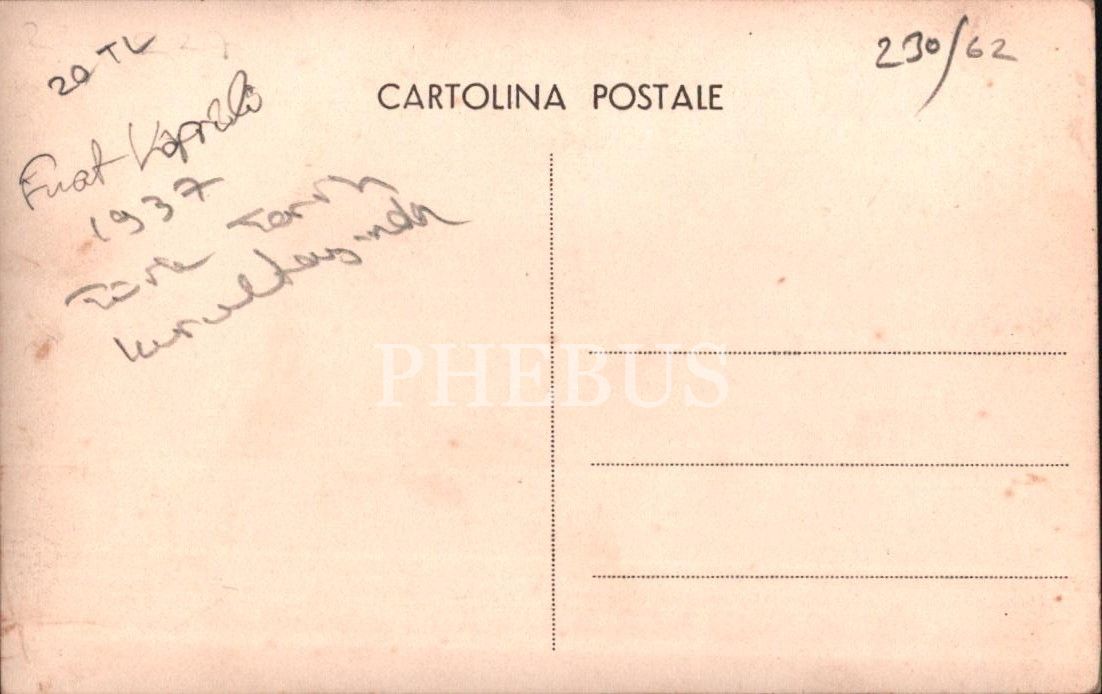 20 TL
230/62
CARTOLINA POSTALE
Fuat Köprülü
1937
Türk Tarih
kurultayında
PHEBUS